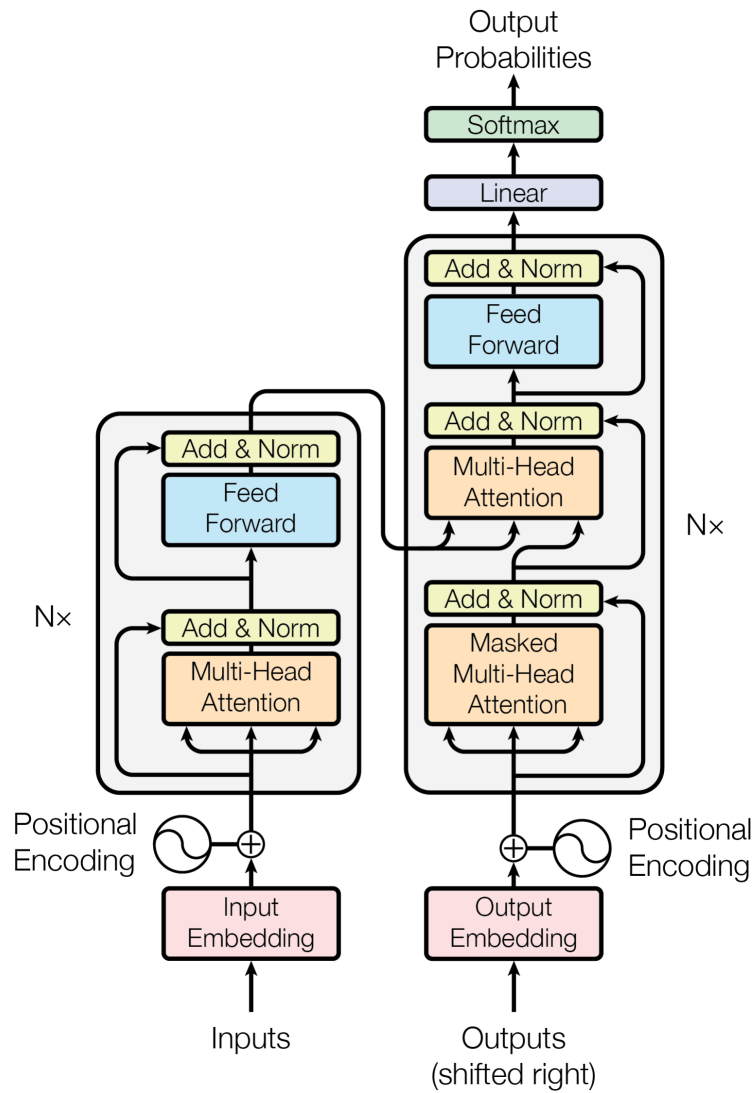 Output
Probabilities
Softmax
Linear
Add & Norm
Feed
Forward
Add & Norm
Multi-Head
Attention
Nx
Add & Norm
Masked
Multi-Head
Attention
Add & Norm
Feed
Forward
Nx
Add & Norm
Multi-Head
Attention
Positional
Encoding
Positional
Encoding
Input
Embedding
Output
Embedding
Inputs
Outputs
(shifted right)